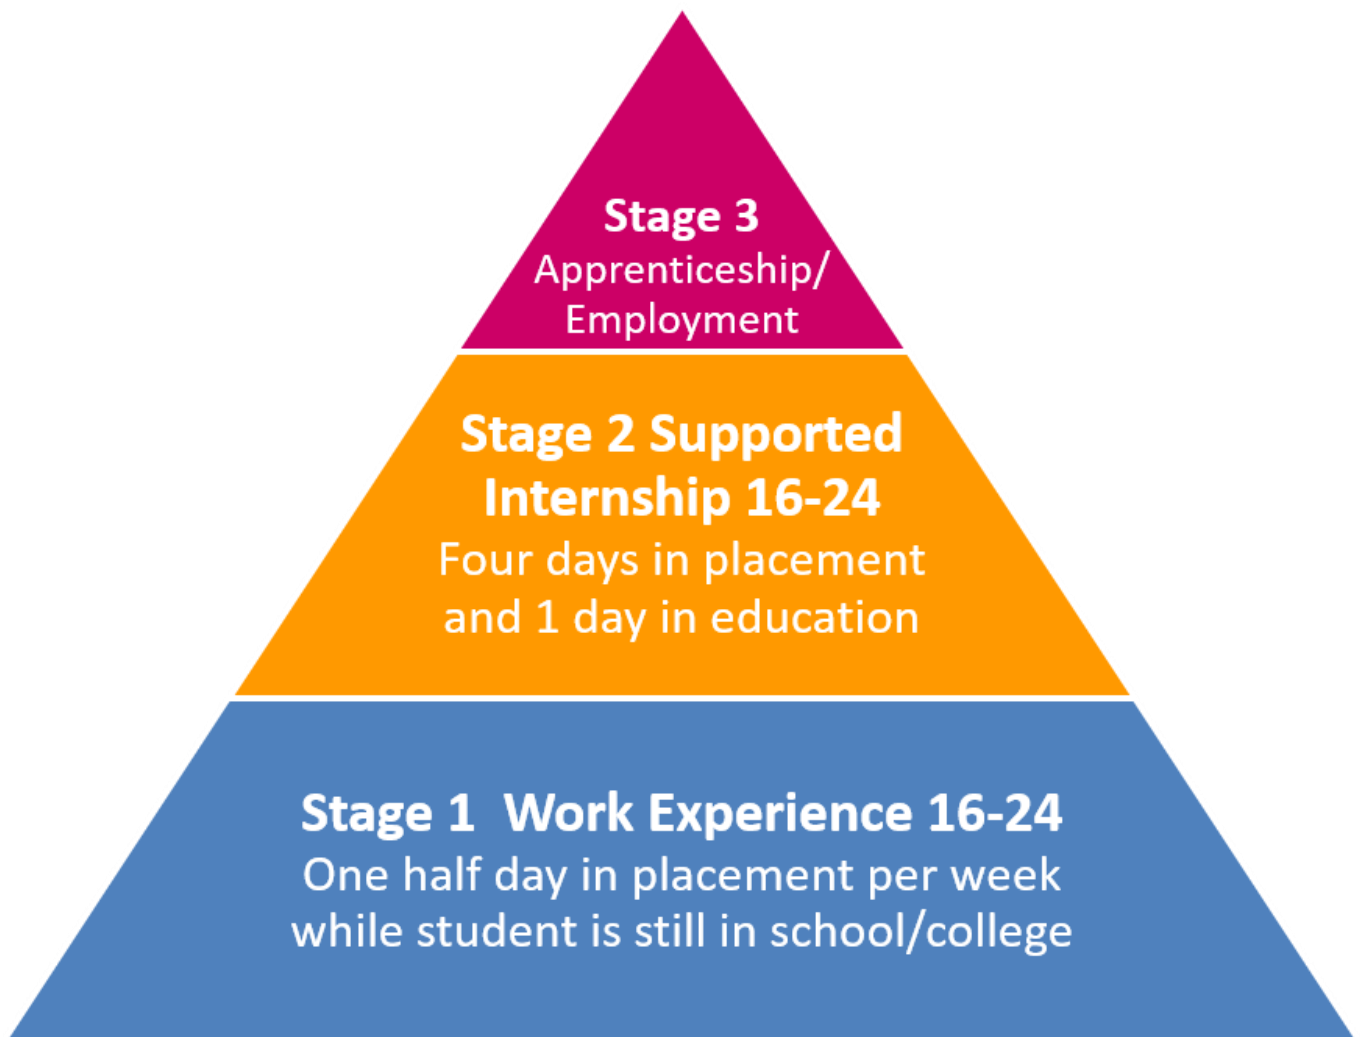 Stage 3
Apprenticeship/
Employment
Stage 2 Supported
Internship 16-24
Four days in placement
and 1 day in education
Stage 1  Work Experience 16-24
One half day in placement per week
while student is still in school/college